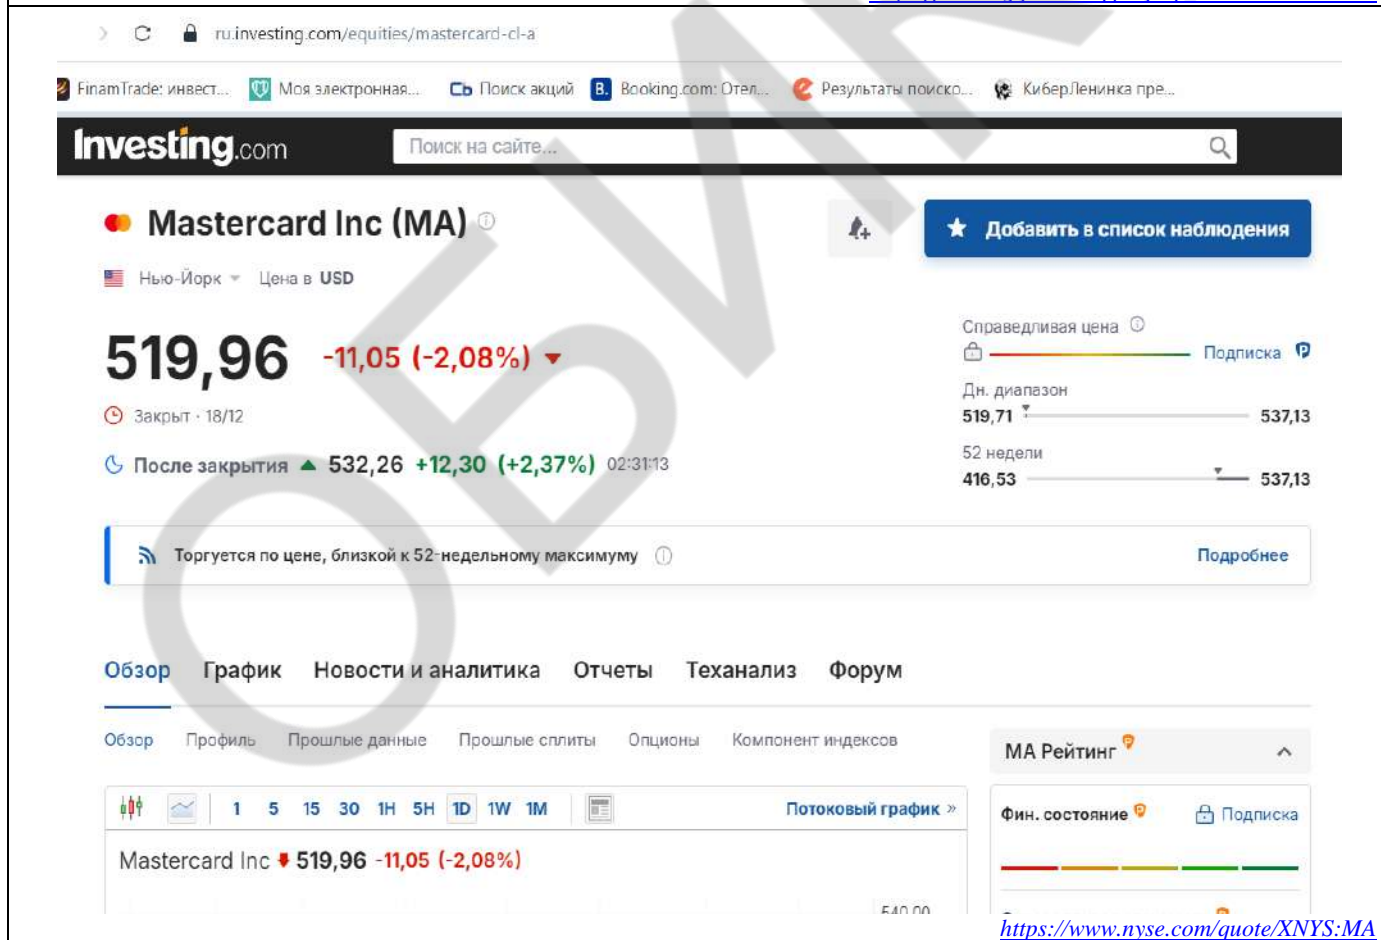 ru.investing.com/equities/mastercard-cl-a
FinamTrade: инвест... Моя электронная... Поиск акций B. Booking.com: Отел... Результаты поиско... КиберЛенинка пре...
Investing.com Поиск на сайте...
Mastercard Inc (MA)
Добавить в список наблюдения
Нью-Йорк Цена в USD
519,96 -11,05 (-2,08%)
Закрыт · 18/12
После закрытия 532,26 +12,30 (+2,37%) 02:31:13
Справедливая цена
Подписка
Дн. диапазон
519,71 537,13
52 недели
416,53 537,13
Торгуется по цене, близкой к 52-недельному максимуму Подробнее
Обзор График Новости и аналитика Отчеты Теханализ Форум
Обзор Профиль Прошлые данные Прошлые сплиты Опционы Компонент индексов
MA Рейтинг
1 5 15 30 1H 5H 1D 1W 1M Потоковый график »
Фин. состояние Подписка
Mastercard Inc 519,96 -11,05 (-2,08%)
540,00
https://www.nyse.com/quote/XNYS:MA